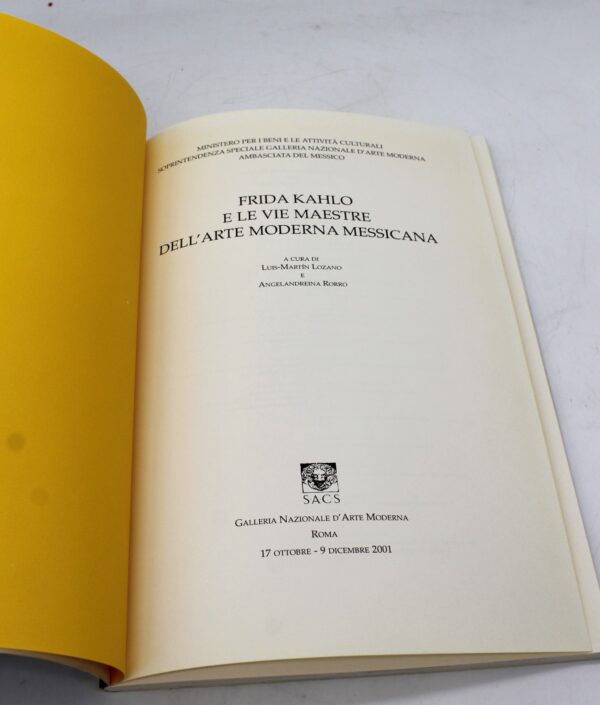 MINISTERO PER I BENI E LE ATTIVITÀ CULTURALI
SOPRINTENDENZA SPECIALE GALLERIA NAZIONALE D'ARTE MODERNA
AMBASCIATA DEL MESSICO
FRIDA KAHLO
E LE VIE MAESTRE
DELL'ARTE MODERNA MESSICANA
A CURA DI
LUIS-MARTÍN LOZANO
E
ANGELANDREINA RORRO
SACS
GALLERIA NAZIONALE D'ARTE MODERNA
ROMA
17 OTTOBRE - 9 DICEMBRE 2001